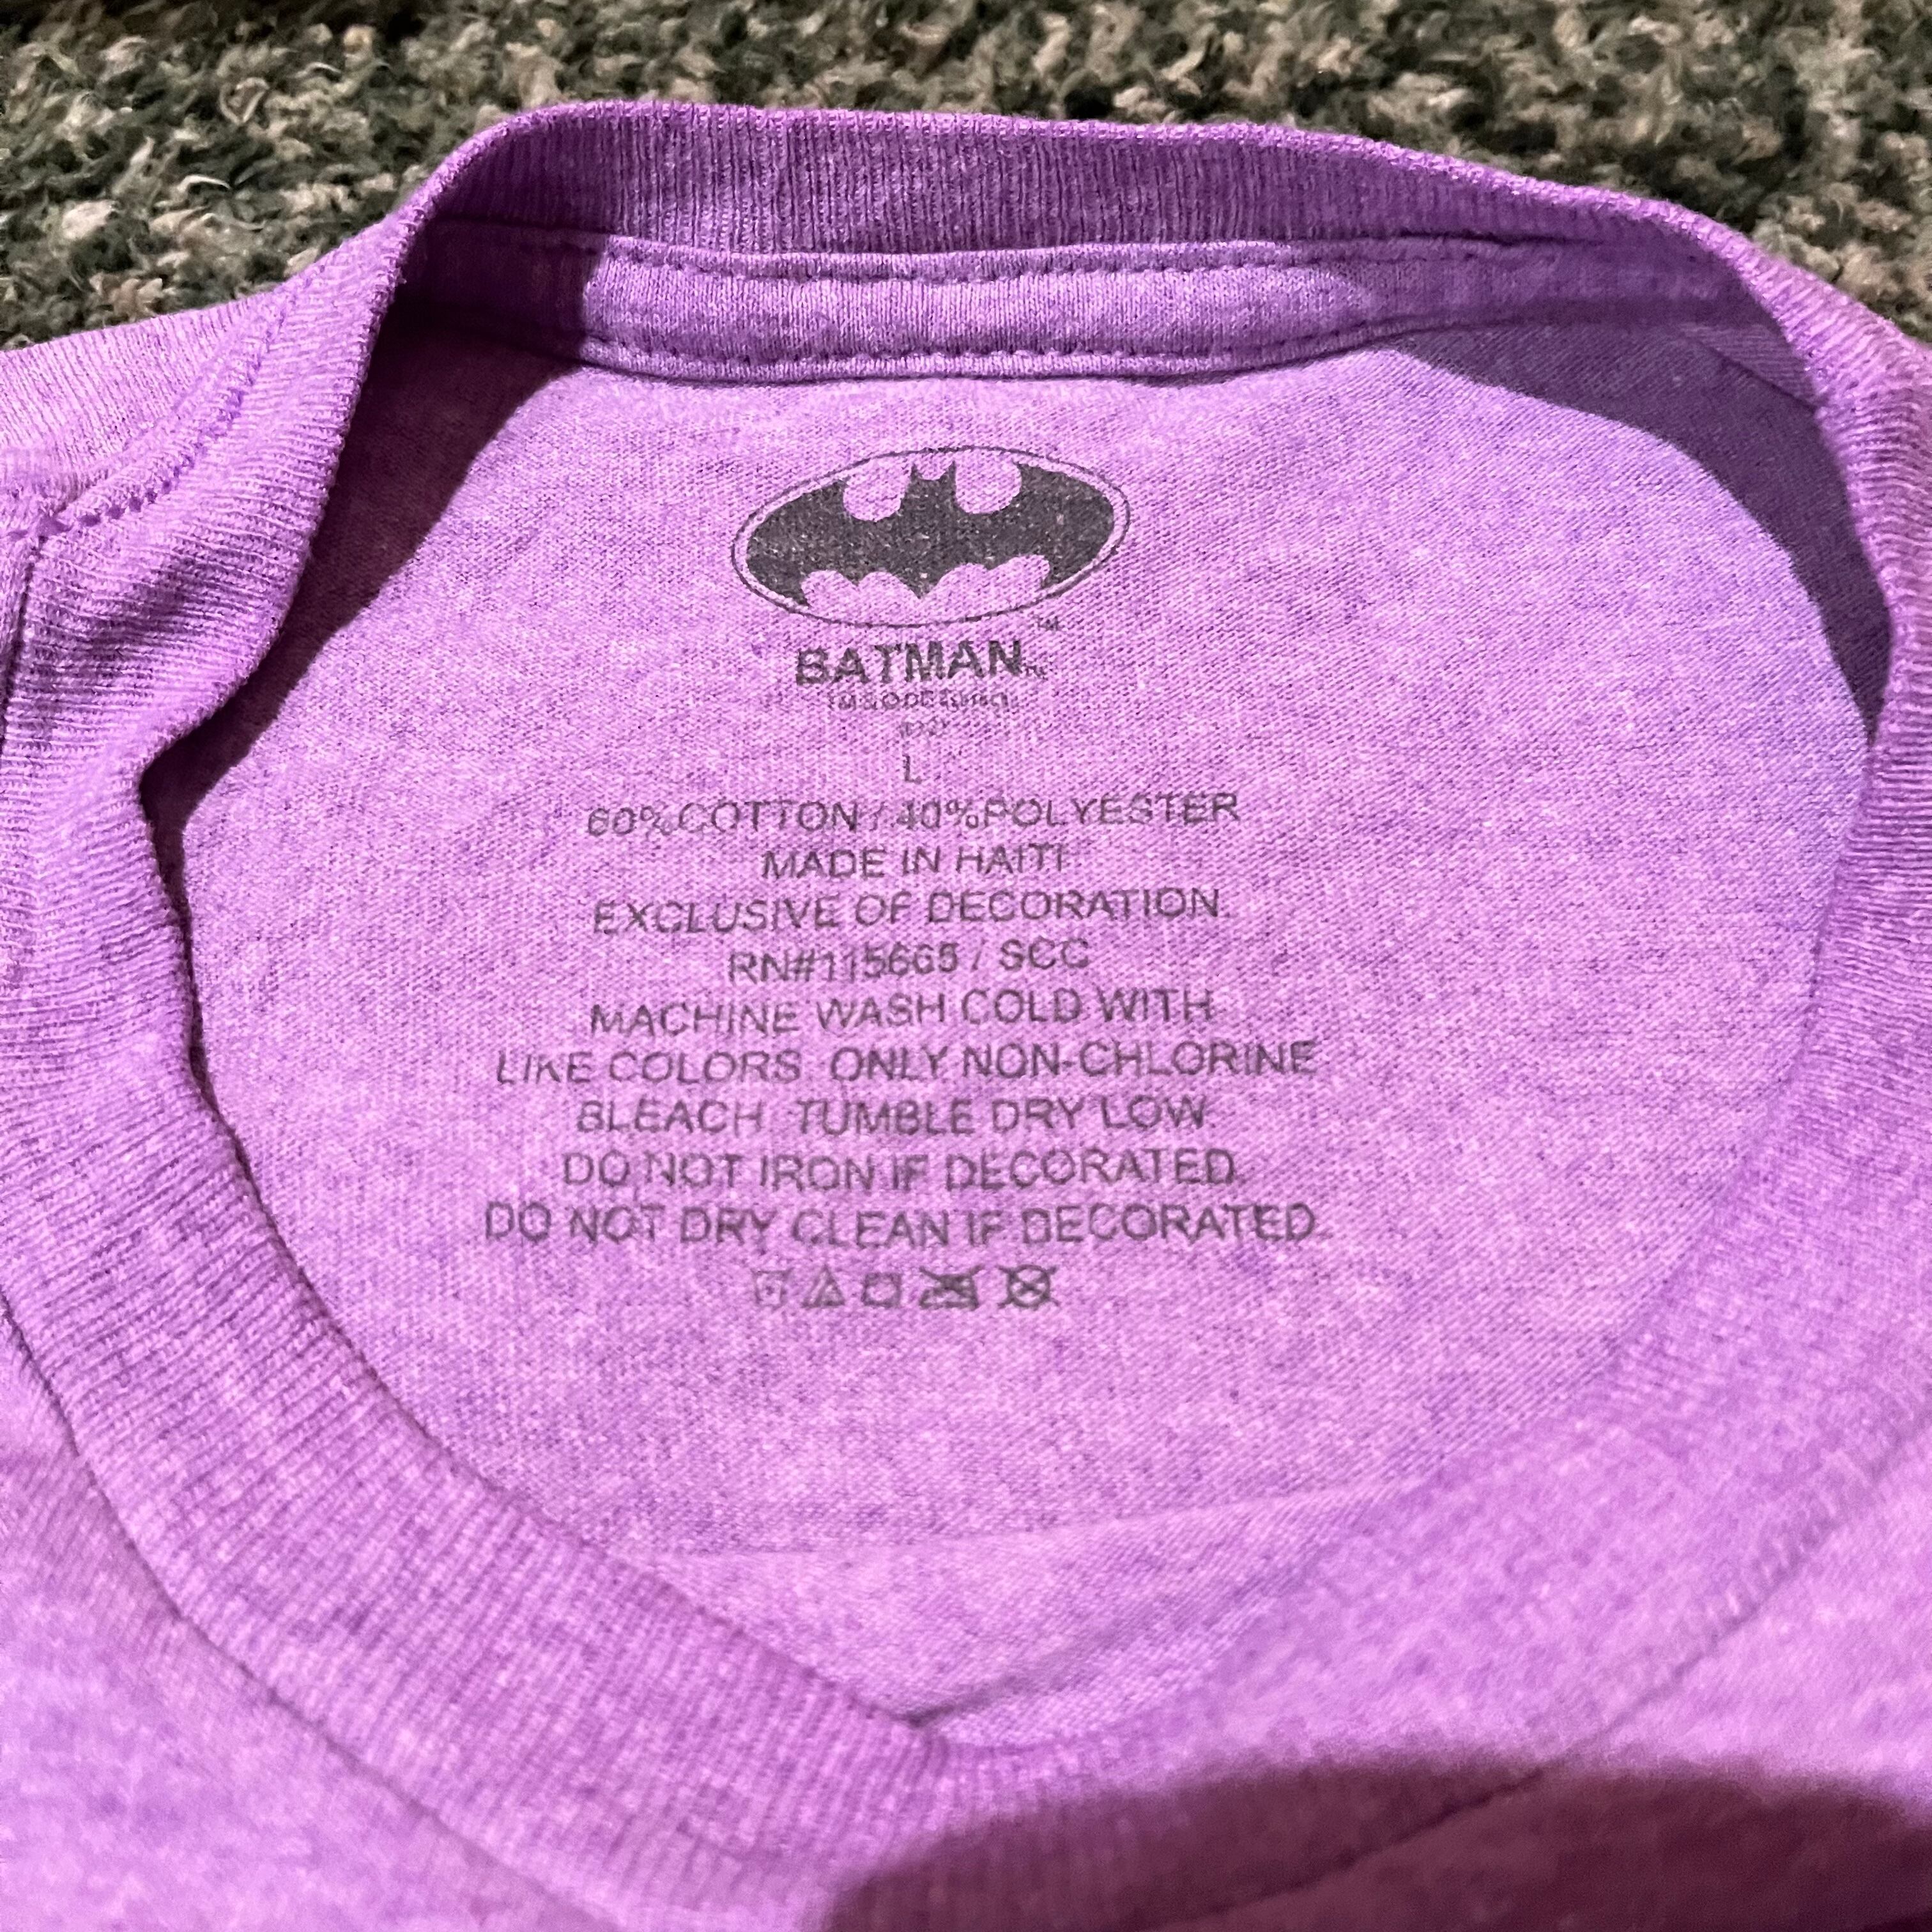 TM
BATMAN TM
L
60% COTTON / 40% POLYESTER
MADE IN HAITI
EXCLUSIVE OF DECORATION.
RN#115665 / SCC
MACHINE WASH COLD WITH
LIKE COLORS. ONLY NON-CHLORINE
BLEACH. TUMBLE DRY LOW.
DO NOT IRON IF DECORATED.
DO NOT DRY CLEAN IF DECORATED.